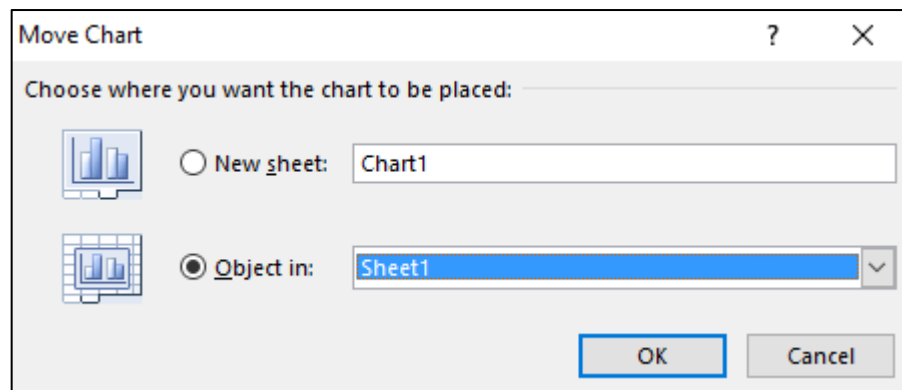 Move Chart ?
Choose where you want the chart to be placed:
New sheet: Chart1
Object in: Sheet1
OK Cancel